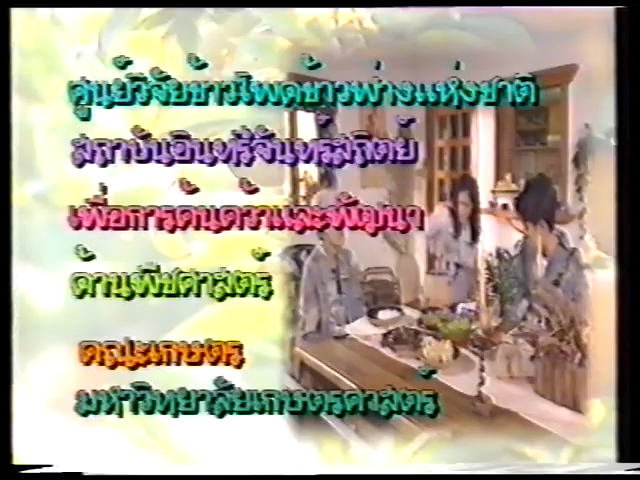 ศูนย์วิจัยข้าวโพดข้าวฟ่างแห่งชาติ
สถาบันอินทรีจันทรสถิตย์
เพื่อการค้นคว้าและพัฒนา
ด้านพืชศาสตร์
คณะเกษตร
มหาวิทยาลัยเกษตรศาสตร์